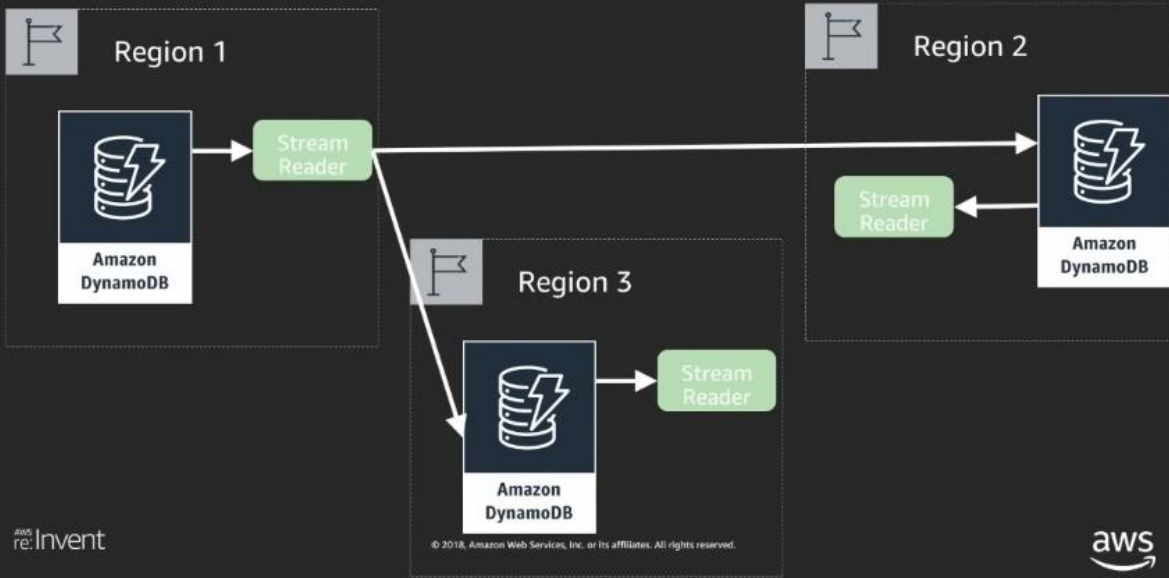 Region 1
Amazon
DynamoDB
Stream
Reader
Region 2
Stream
Reader
Amazon
DynamoDB
Region 3
Amazon
DynamoDB
Stream
Reader
AWS
re:Invent
© 2018, Amazon Web Services, Inc. or its affiliates. All rights reserved.
aws